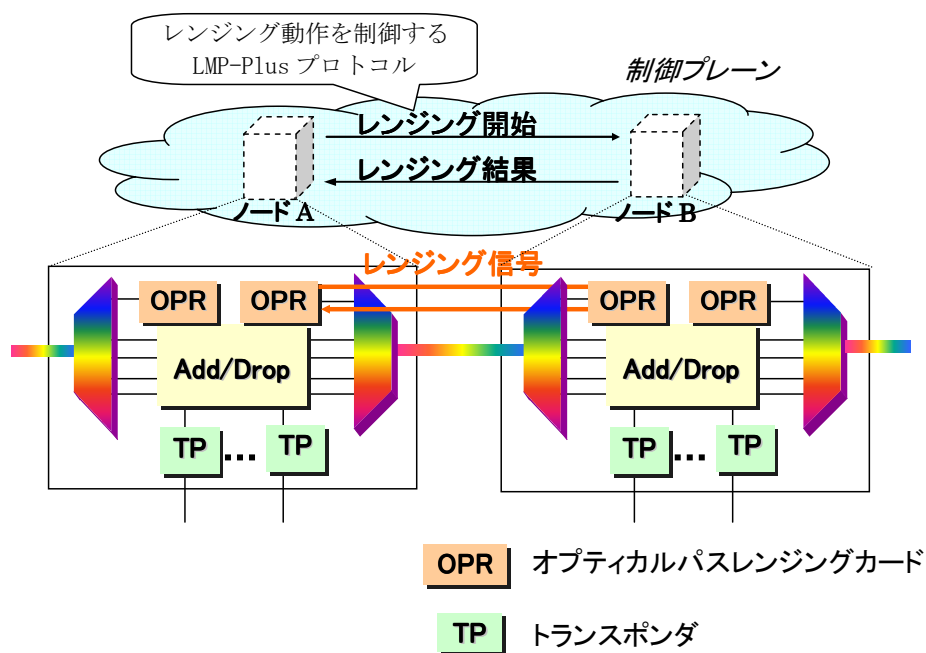 レンジング動作を制御する
LMP-Plus プロトコル
制御プレーン
レンジング開始
レンジング結果
ノード A
ノード B
レンジング信号
OPR
OPR
OPR
OPR
Add/Drop
Add/Drop
TP
...
TP
TP
...
TP
OPR
オプティカルパスレンジングカード
TP
トランスポンダ